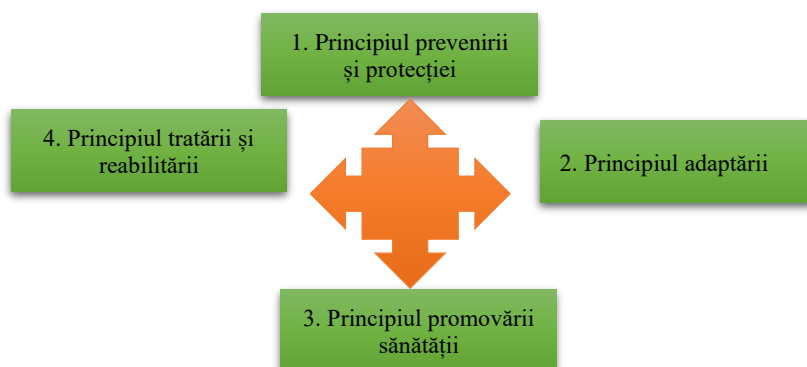 1. Principiul prevenirii
și protecției
2. Principiul adaptării
3. Principiul promovării
sănătății
4. Principiul tratării și
reabilitării